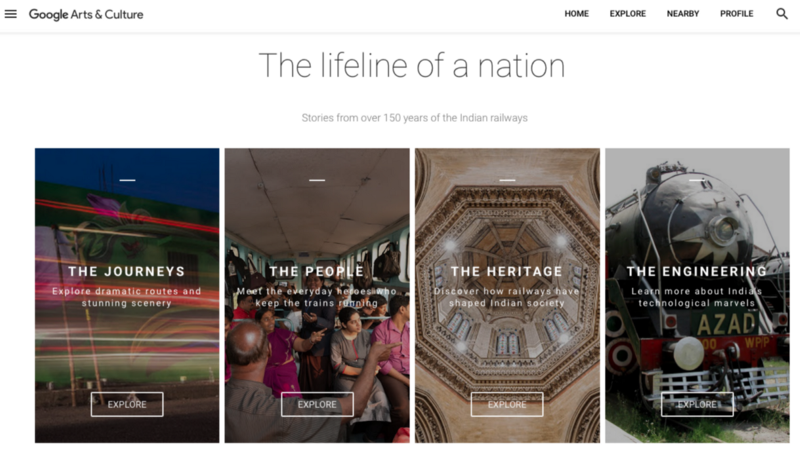 Google Arts & Culture
HOME EXPLORE NEARBY PROFILE
The lifeline of a nation
Stories from over 150 years of the Indian railways
THE JOURNEYS
Explore dramatic routes and
stunning scenery
EXPLORE
THE PEOPLE
Meet the everyday heroes who
keep the trains running
EXPLORE
THE HERITAGE
Discover how railways have
shaped Indian society
EXPLORE
THE ENGINEERING
Learn more about India's
technological marvels
AZAD
WPP
EXPLORE